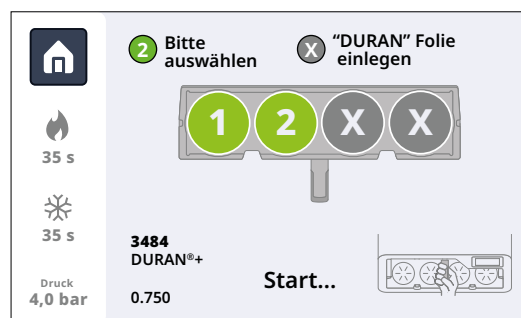 2 Bitte auswählen
X "DURAN" Folie einlegen
1 2 X X
35 s
35 s
3484
DURAN®+
0.750
Start...
Druck
4,0 bar